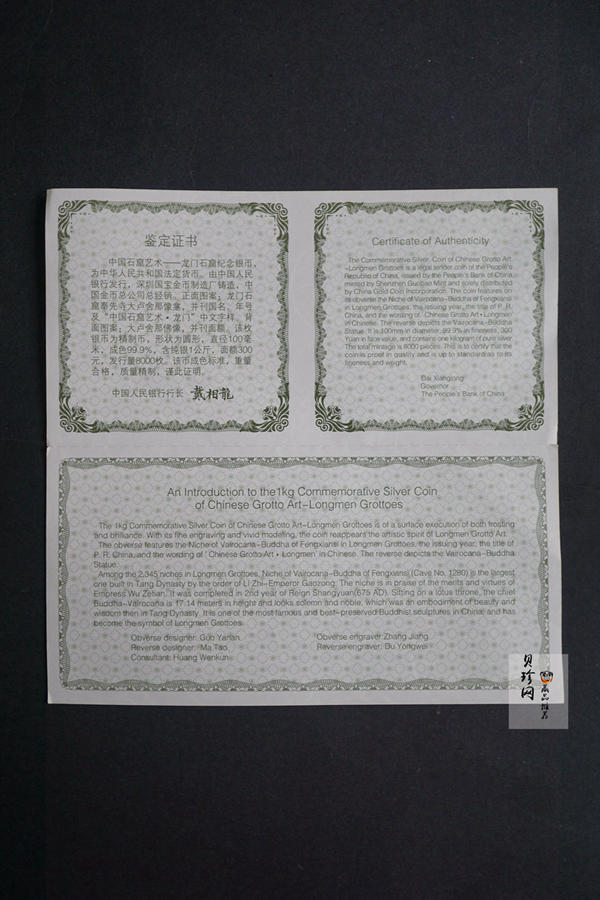 鉴定证书
中国石窟艺术——龙门石窟纪念银币,
为中华人民共和国法定货币。由中国人民
银行发行,深圳国宝金币制造厂铸造,中
国金币总公司总经销。正面图案:龙门石
窟奉先寺大卢舍那佛龛,并刊国名、年号
及“中国石窟艺术·龙门”中文字样。背
面图案:大卢舍那佛像,并刊面额。该枚
银币为精制币,形状为圆形,直径100毫
米,成色99.9%,含纯银1公斤,面额300
元,发行量8000枚。该币成色标准,重量
合格,质量精制,谨此证明。
中国人民银行行长 戴相龍
Certificate of Authenticity
The Commemorative Silver Coin of Chinese Grotto Art
-Longmen Grottoes is a legal tender coin of the People's
Republic of China, issued by the People's Bank of China,
minted by Shenzhen Guobao Mint and solely distributed
by China Gold Coin Incorporation. The coin features on
its obverse the Niche of Vairocana-Buddha of Fengxiansi
in Longmen Grottoes, the issuing year, the title of P. R.
China, and the wording of ' Chinese Grotto Art • Longmen'
in Chinese. The reverse depicts the Vairocana-Buddha
Statue. It is 100mm in diameter, 99.9% in fineness, 300
Yuan in face value, and contains one kilogram of pure silver.
The total mintage is 8000 pieces. This is to certify that the
coin is proof in quality and is up to standard as to its
fineness and weight.
Dai Xianglong
Governor
The People's Bank of China
An Introduction to the 1kg Commemorative Silver Coin
of Chinese Grotto Art-Longmen Grottoes
The 1kg Commemorative Silver Coin of Chinese Grotto Art-Longmen Grottoes is of a surface execution of both frosting
and brilliance. With its fine engraving and vivid modeling, the coin reappears the artistic spirit of Longmen Grotto Art.
The obverse features the Niche of Vairocana-Buddha of Fengxiansi in Longmen Grottoes, the issuing year, the title of
P. R. China, and the wording of ' Chinese Grotto Art • Longmen' in Chinese. The reverse depicts the Vairocana-Buddha
Statue.
Among the 2,345 niches in Longmen Grottoes, Niche of Vairocana-Buddha of Fengxiansi (Cave No. 1280) is the largest
one built in Tang Dynasty by the order of Li Zhi-Emperor Gaozong. The niche is in praise of the merits and virtues of
Empress Wu Zetian. It was completed in 2nd year of Reign Shangyuan(675 AD). Sitting on a lotus throne, the chief
Buddha-Vairocana is 17.14 meters in height and looks solemn and noble, which was an embodiment of beauty and
wisdom then in Tang Dynasty. It is one of the most famous and best-preserved Buddhist sculptures in China, and has
become the symbol of Longmen Grottoes.
Obverse designer: Guo Yanlan
Obverse engraver: Zhang Jiang
Reverse designer: Ma Tao
Reverse engraver: Du Yongwei
Consultant: Huang Wenkun
贝珍网
藏品推荐